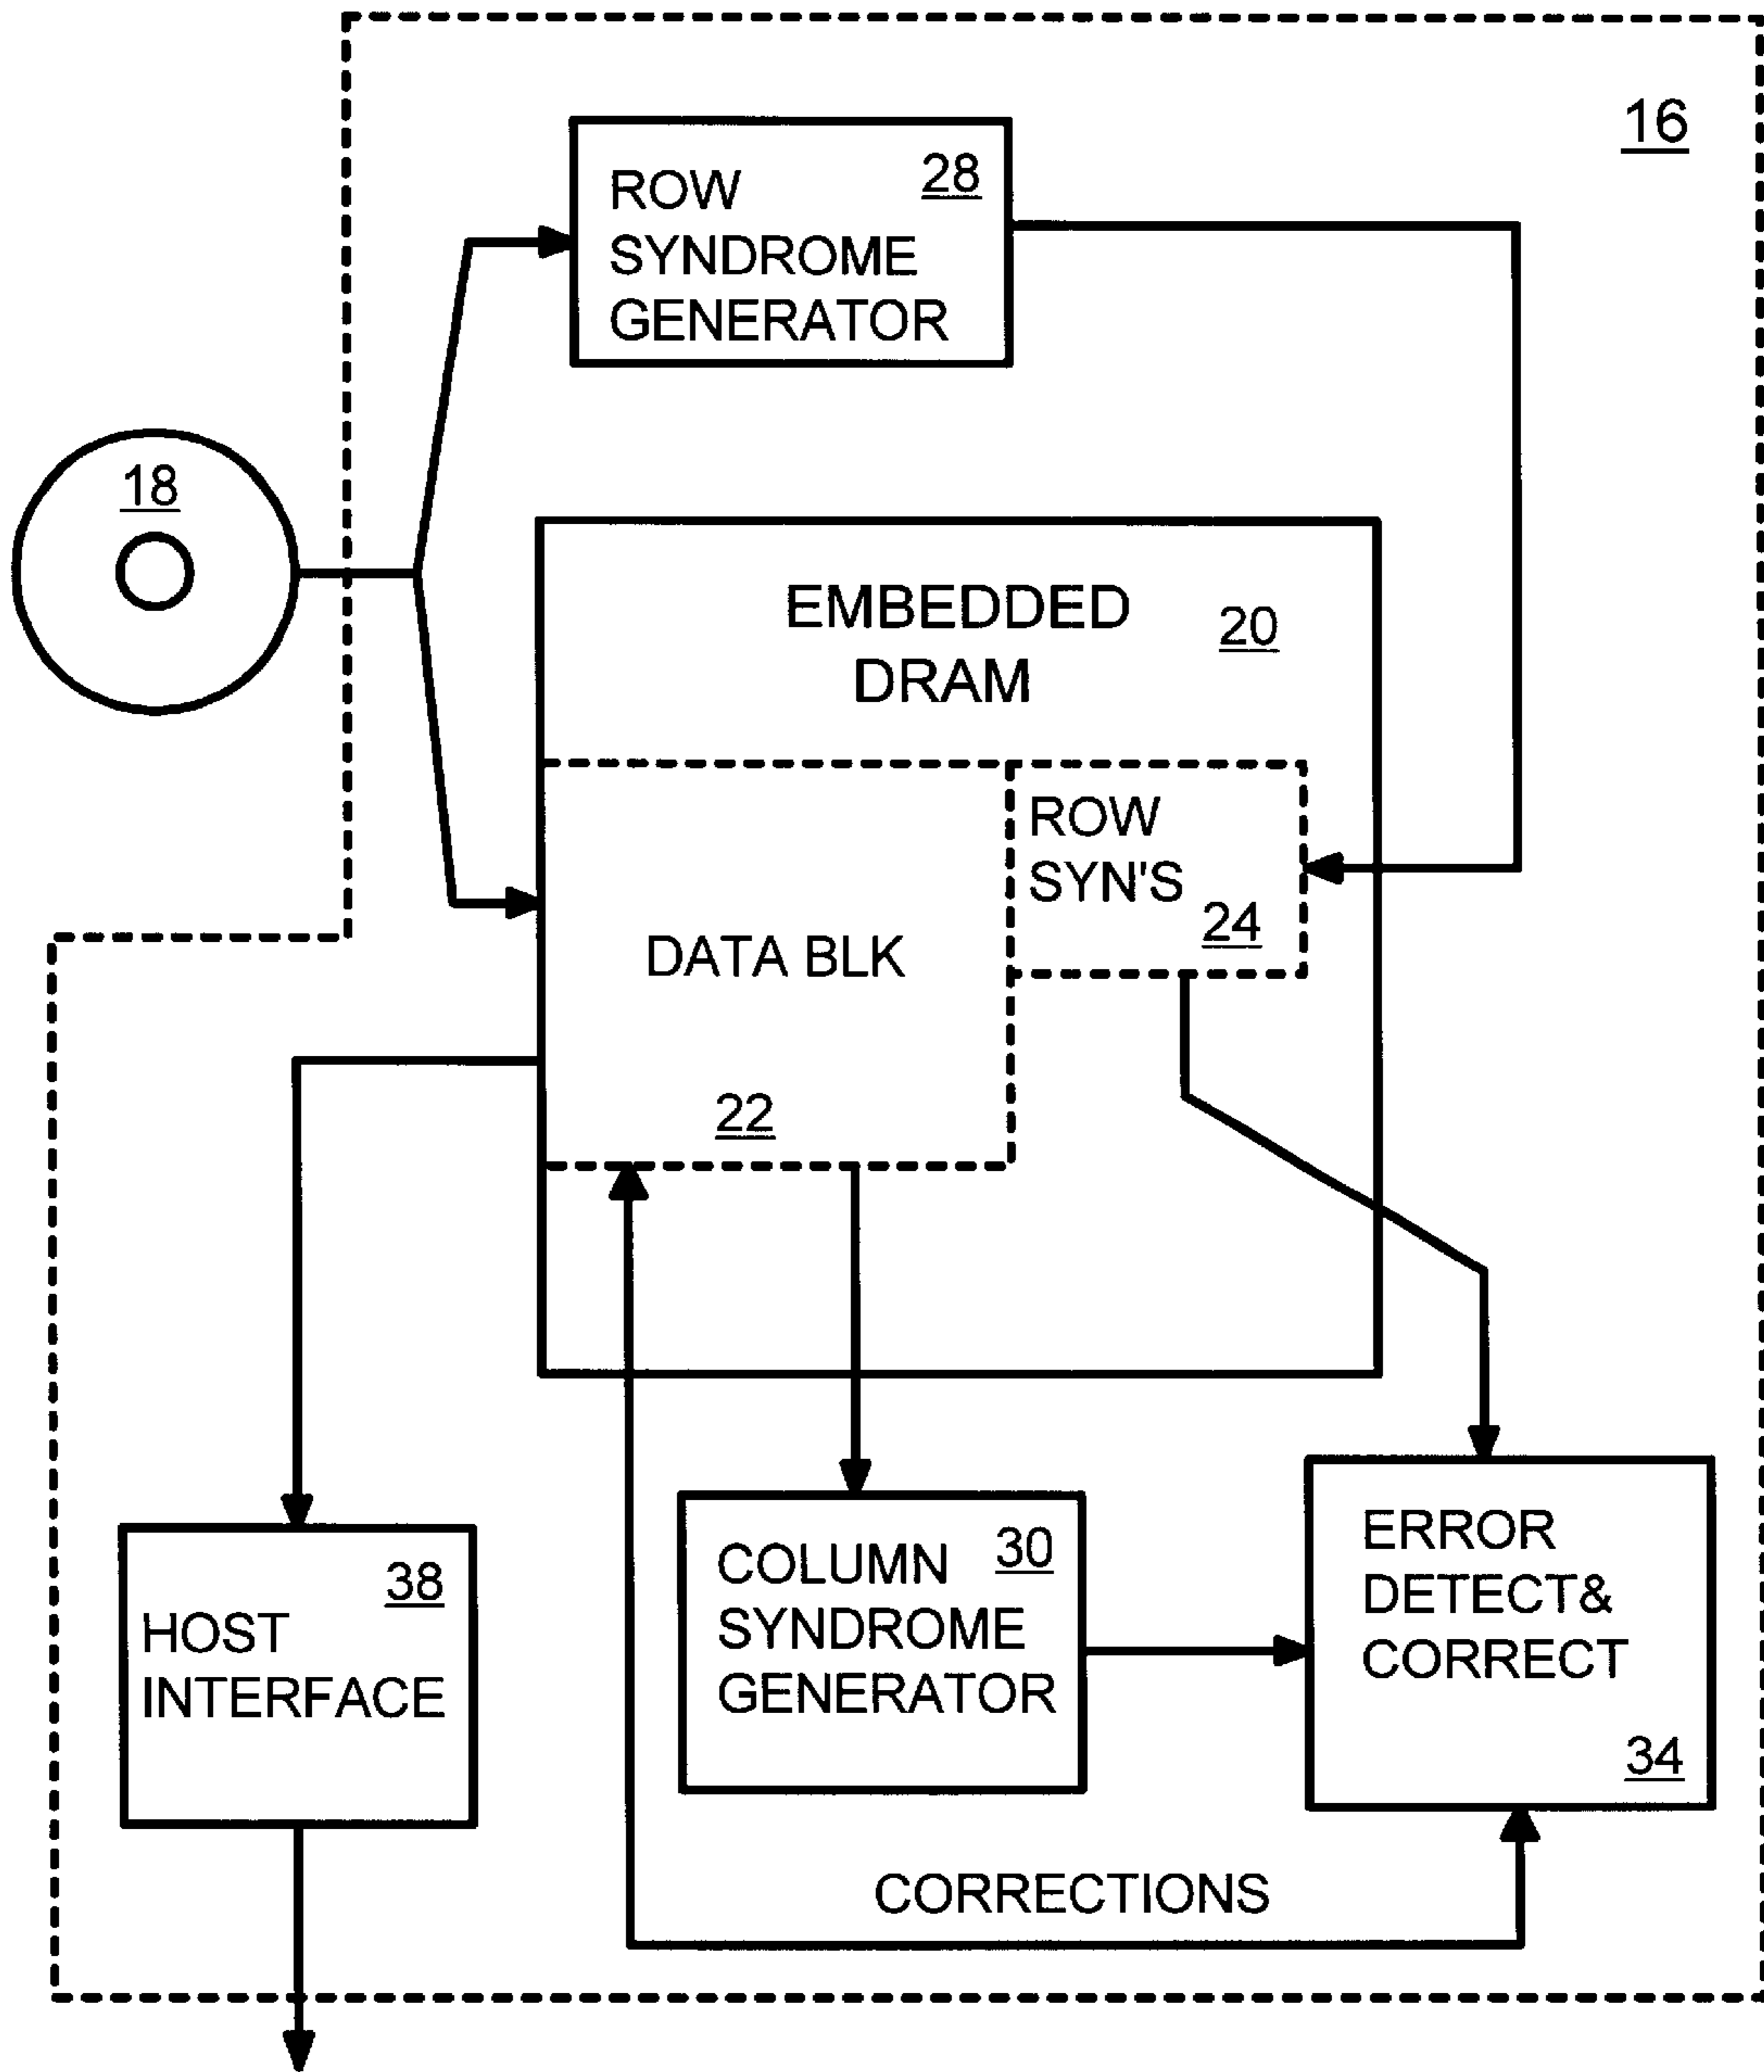 16
28
ROW
SYNDROME
GENERATOR
18
EMBEDDED
DRAM
20
ROW
SYN'S
24
DATA BLK
22
38
HOST
INTERFACE
30
COLUMN
SYNDROME
GENERATOR
ERROR
DETECT&
CORRECT
34
CORRECTIONS